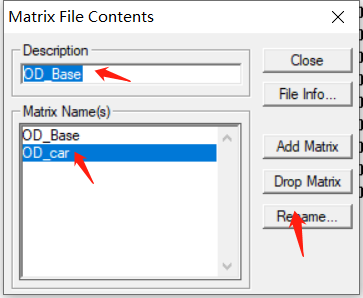 Matrix File Contents
Description
OD_Base
Close
File Info...
Matrix Name(s)
OD_Base
OD_car
Add Matrix
Drop Matrix
Rename...